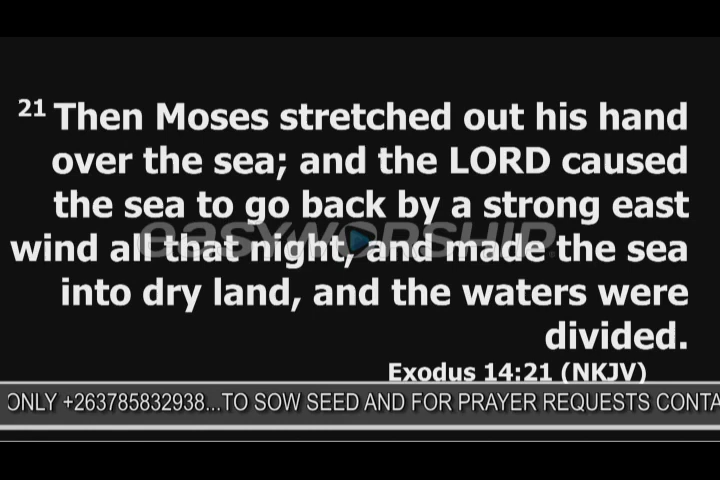 21 Then Moses stretched out his hand
over the sea; and the LORD caused
the sea to go back by a strong east
wind all that night, and made the sea
into dry land, and the waters were
divided.
easyworship
Exodus 14:21 (NKJV)
ONLY +263785832938...TO SOW SEED AND FOR PRAYER REQUESTS CONTA